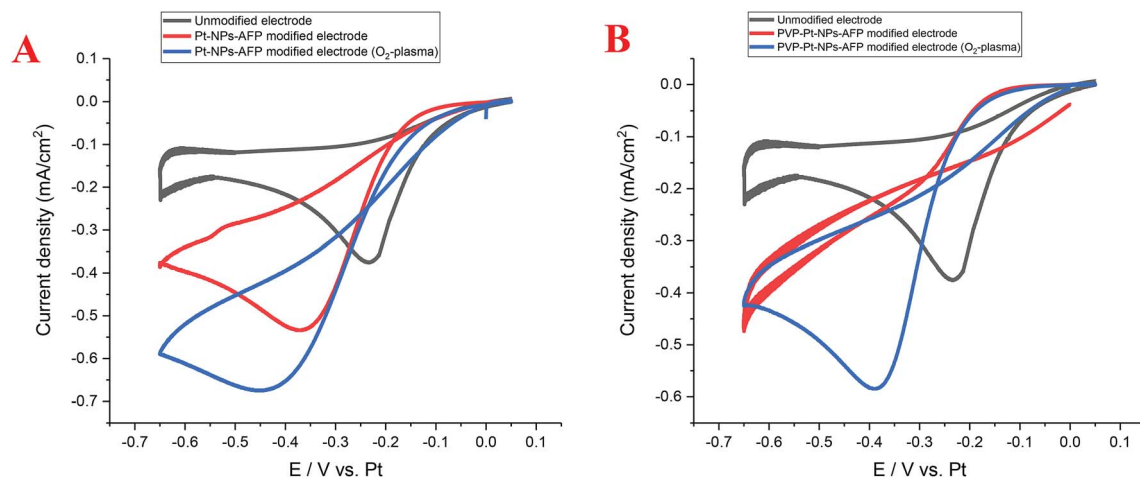 A
Unmodified electrode
Pt-NPs-AFP modified electrode
Pt-NPs-AFP modified electrode (O₂-plasma)
0.1
0.0
-0.1
-0.2
-0.3
-0.4
-0.5
-0.6
-0.7
Current density (mA/cm²)
-0.7 -0.6 -0.5 -0.4 -0.3 -0.2 -0.1 0.0 0.1
E / V vs. Pt
B
Unmodified electrode
PVP-Pt-NPs-AFP modified electrode
PVP-Pt-NPs-AFP modified electrode (O₂-plasma)
0.1
0.0
-0.1
-0.2
-0.3
-0.4
-0.5
-0.6
Current density (mA/cm²)
-0.7 -0.6 -0.5 -0.4 -0.3 -0.2 -0.1 0.0 0.1
E / V vs. Pt